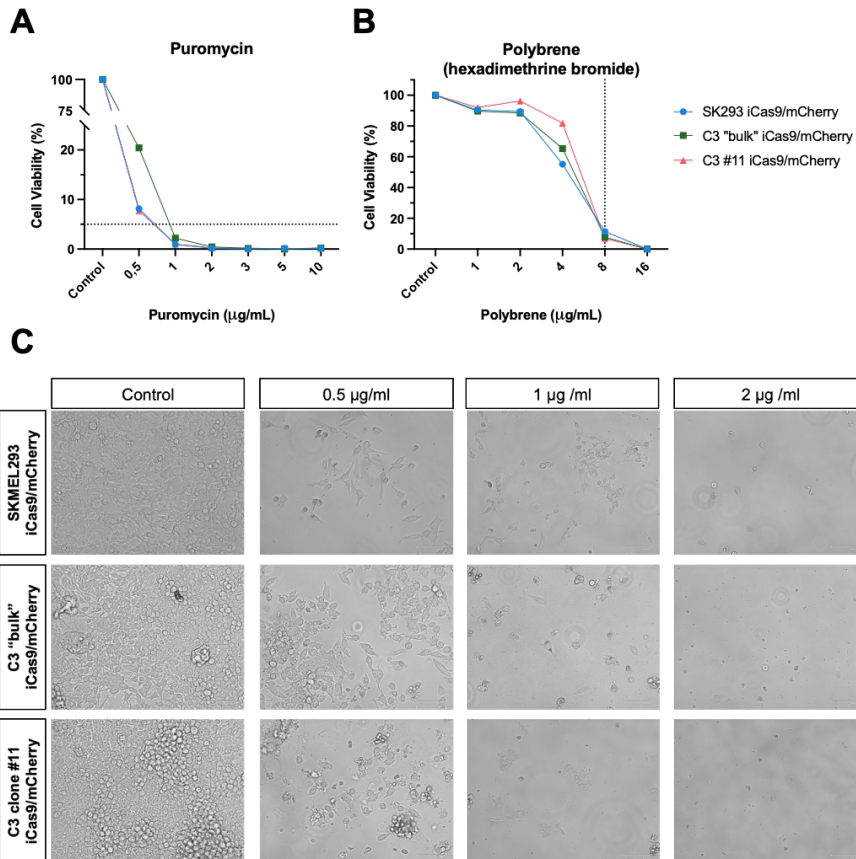 A
Puromycin
100
75
20
10
0
Cell Viability (%)
Control
0,5
1
2
3
5
10
Puromycin (μg/mL)
B
Polybrene
(hexadimethrine bromide)
100
80
60
40
20
0
Cell Viability (%)
Control
1
2
4
8
16
Polybrene (μg/mL)
SK293 iCas9/mCherry
C3 "bulk" iCas9/mCherry
C3 #11 iCas9/mCherry
C
Control
0.5 µg/ml
1 µg /ml
2 µg /ml
SKMEL293
iCas9/mCherry
C3 “bulk”
iCas9/mCherry
C3 clone #11
iCas9/mCherry